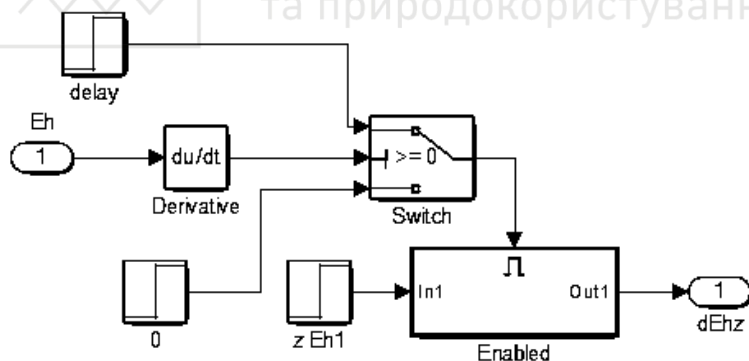 та природокористуванн
delay
Eh
1
du/dt
Derivative
>= 0
Switch
0
z Eh1
In1
Out1
Enabled
1
dEhz